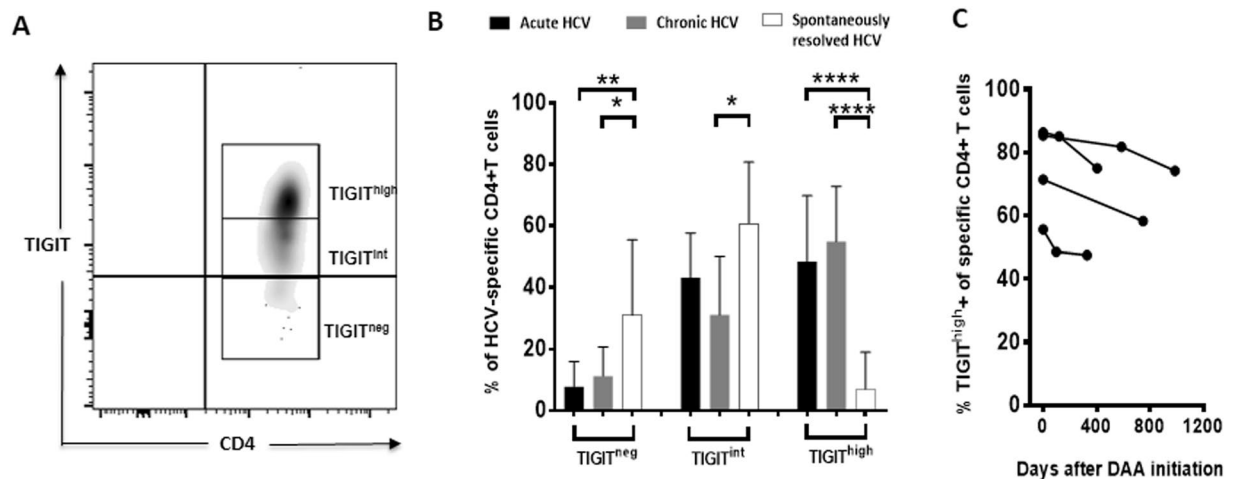 A
TIGIT
TIGIThigh
TIGITint
TIGITneg
CD4
B
Acute HCV
Chronic HCV
Spontaneously
resolved HCV
% of HCV-specific CD4+T cells
100
80
60
40
20
0
**
*
*
****
****
TIGITneg
TIGITint
TIGIThigh
C
% TIGIThigh+ of specific CD4+ T cells
100
80
60
40
20
0
0 400 800 1200
Days after DAA initiation